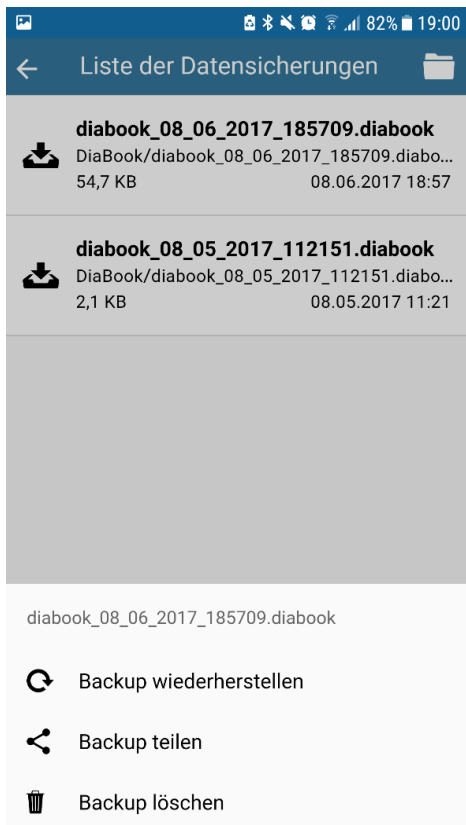 82% 19:00
Liste der Datensicherungen
diabook_08_06_2017_185709.diabook
DiaBook/diabook_08_06_2017_185709.diabo...
54,7 KB 08.06.2017 18:57
diabook_08_05_2017_112151.diabook
DiaBook/diabook_08_05_2017_112151.diabo...
2,1 KB 08.05.2017 11:21
diabook_08_06_2017_185709.diabook
Backup wiederherstellen
Backup teilen
Backup löschen